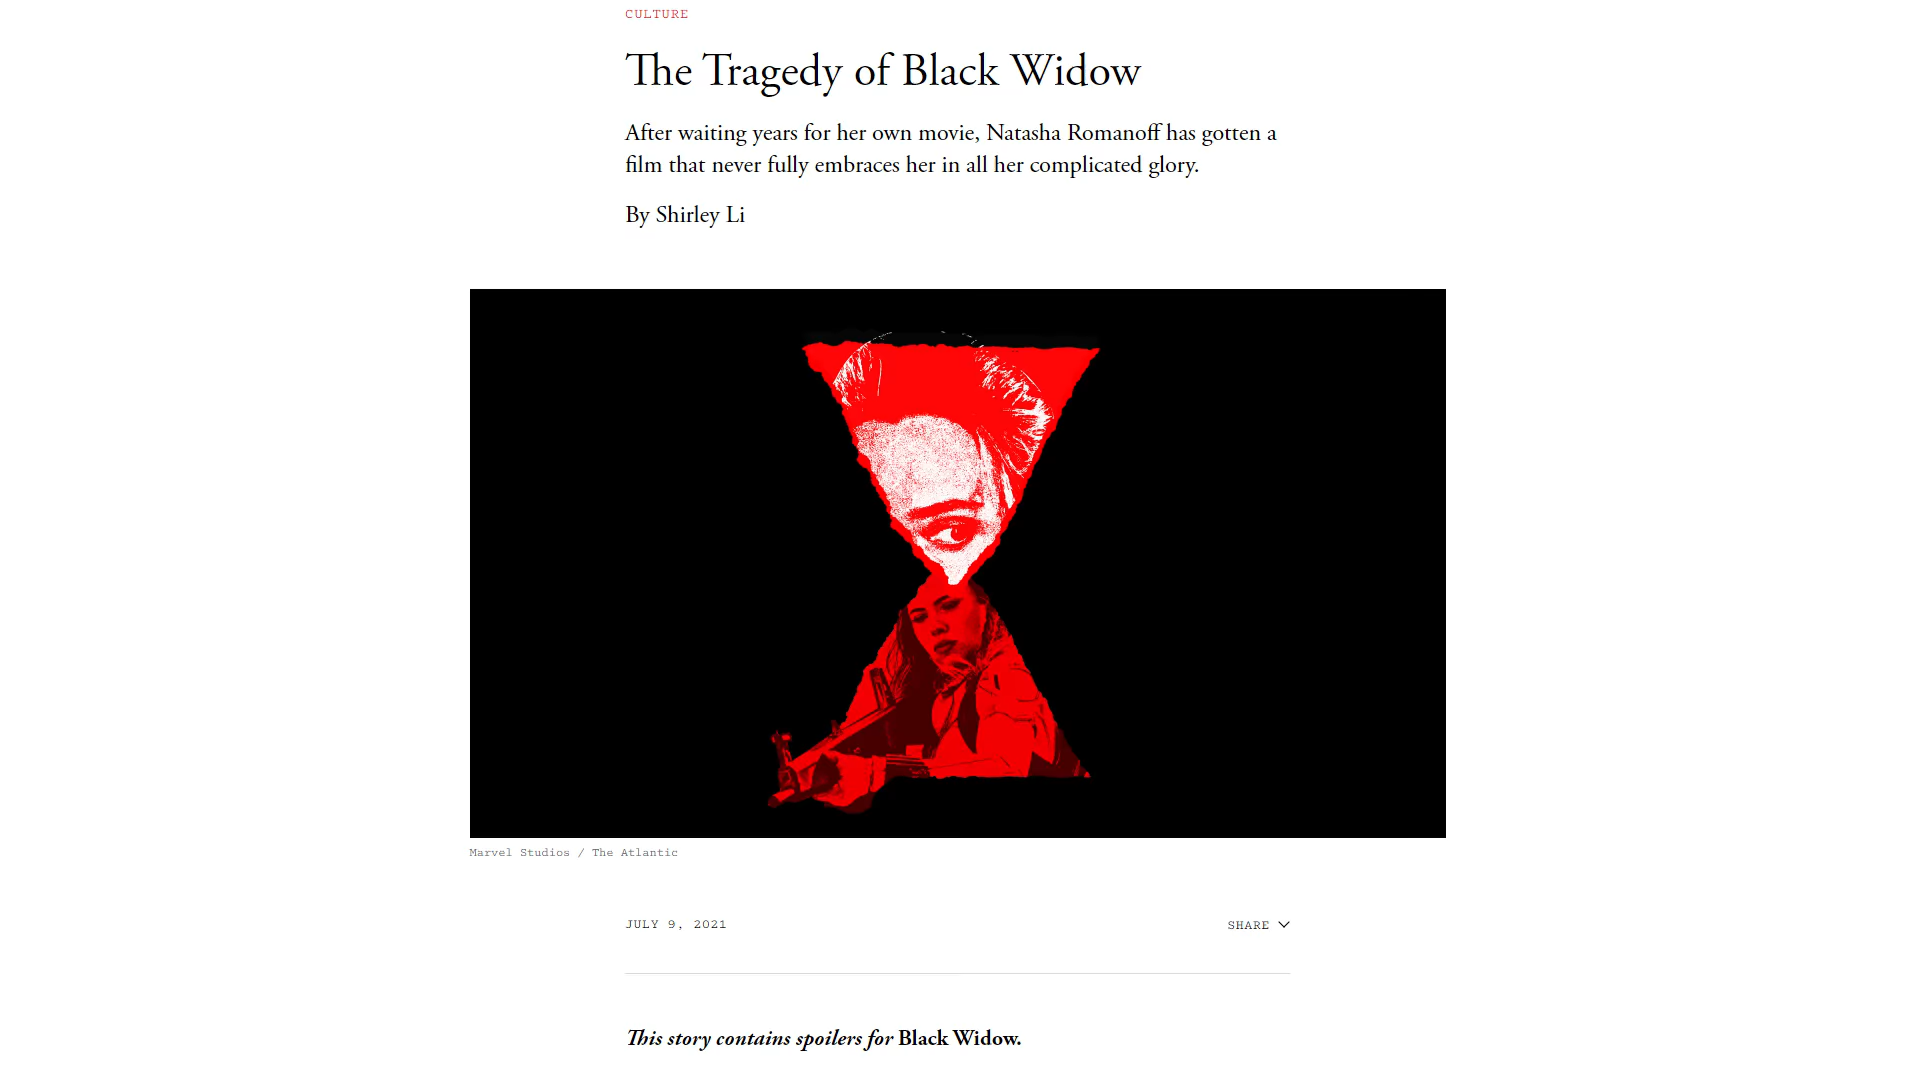 CULTURE
The Tragedy of Black Widow
After waiting years for her own movie, Natasha Romanoff has gotten a
film that never fully embraces her in all her complicated glory.
By Shirley Li
Marvel Studios / The Atlantic
JULY 9, 2021
SHARE
This story contains spoilers for Black Widow.